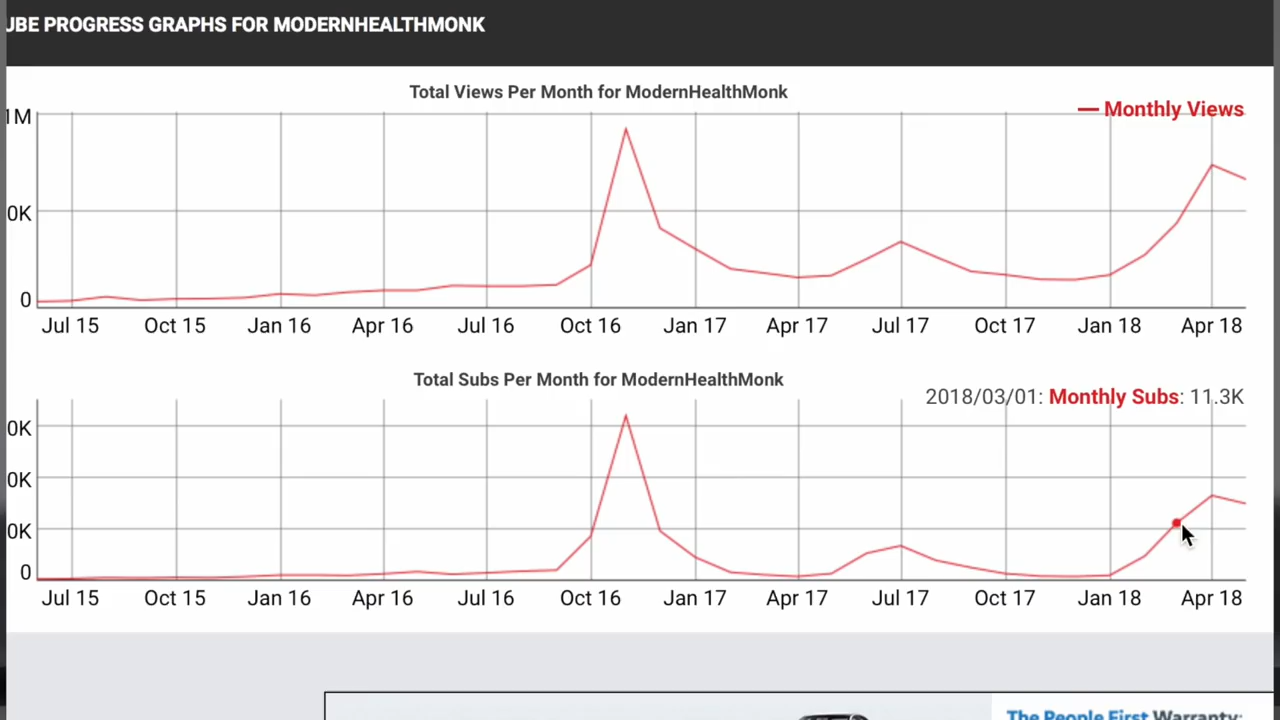 UBE PROGRESS GRAPHS FOR MODERNHEALTHMONK
Total Views Per Month for ModernHealthMonk
Monthly Views
1M
0K
0
Jul 15 Oct 15 Jan 16 Apr 16 Jul 16 Oct 16 Jan 17 Apr 17 Jul 17 Oct 17 Jan 18 Apr 18
Total Subs Per Month for ModernHealthMonk
2018/03/01: Monthly Subs: 11.3K
0K
0K
0K
0
Jul 15 Oct 15 Jan 16 Apr 16 Jul 16 Oct 16 Jan 17 Apr 17 Jul 17 Oct 17 Jan 18 Apr 18
The People First Warranty: